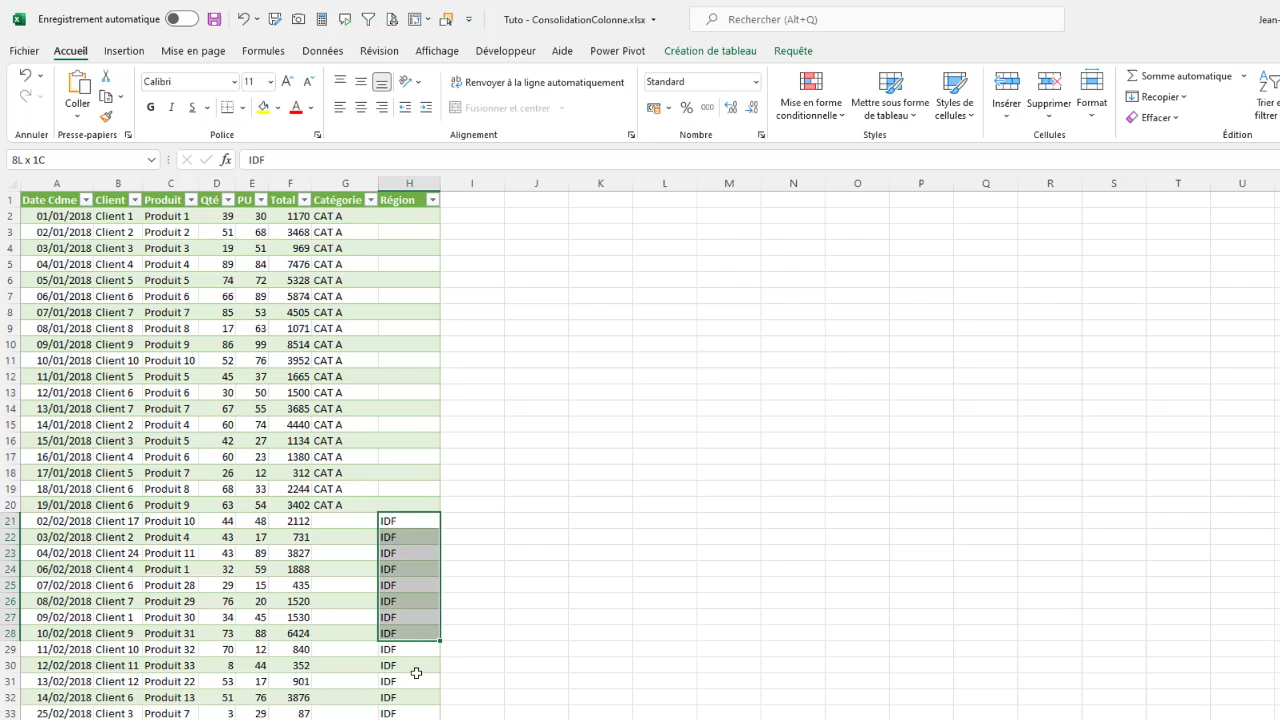 Enregistrement automatique Tuto - ConsolidationColonne.xlsx Rechercher (Alt+Q) Jean-
Fichier Accueil Insertion Mise en page Formules Données Révision Affichage Développeur Aide Power Pivot Création de tableau Requête
Coller Calibri 11 Renvoyer à la ligne automatiquement Standard Mise en forme conditionnelle Mettre sous forme de tableau Styles de cellules Insérer Supprimer Format Somme automatique Trier e
G I S Fusionner et centrer % 000 Recopier filtrer
Effacer
Annuler Presse-papiers Police Alignement Nombre Styles Cellules Édition
8L x 1C fx IDF
A B C D E F G H I J K L M N O P Q R S T U
1 Date Cdme Client Produit Qté PU Total Catégorie Région
2 01/01/2018 Client 1 Produit 1 39 30 1170 CAT A
3 02/01/2018 Client 2 Produit 2 51 68 3468 CAT A
4 03/01/2018 Client 3 Produit 3 19 51 969 CAT A
5 04/01/2018 Client 4 Produit 4 89 84 7476 CAT A
6 05/01/2018 Client 5 Produit 5 74 72 5328 CAT A
7 06/01/2018 Client 6 Produit 6 66 89 5874 CAT A
8 07/01/2018 Client 7 Produit 7 85 53 4505 CAT A
9 08/01/2018 Client 8 Produit 8 17 63 1071 CAT A
10 09/01/2018 Client 9 Produit 9 86 99 8514 CAT A
11 10/01/2018 Client 10 Produit 2 52 76 3952 CAT A
12 11/01/2018 Client 5 Produit 5 45 37 1665 CAT A
13 12/01/2018 Client 6 Produit 6 30 50 1500 CAT A
14 13/01/2018 Client 7 Produit 7 67 55 3685 CAT A
15 14/01/2018 Client 2 Produit 4 60 74 4440 CAT A
16 15/01/2018 Client 3 Produit 5 42 27 1134 CAT A
17 16/01/2018 Client 4 Produit 6 60 23 1380 CAT A
18 17/01/2018 Client 5 Produit 7 26 12 312 CAT A
19 18/01/2018 Client 6 Produit 8 68 33 2244 CAT A
20 19/01/2018 Client 6 Produit 9 63 54 3402 CAT A
21 02/02/2018 Client 17 Produit 10 44 48 2112 IDF
22 03/02/2018 Client 2 Produit 4 43 17 731 IDF
23 04/02/2018 Client 24 Produit 11 43 89 3827 IDF
24 06/02/2018 Client 4 Produit 1 32 59 1888 IDF
25 07/02/2018 Client 6 Produit 28 29 15 435 IDF
26 08/02/2018 Client 7 Produit 29 76 20 1520 IDF
27 09/02/2018 Client 1 Produit 30 34 45 1530 IDF
28 10/02/2018 Client 9 Produit 31 73 88 6424 IDF
29 11/02/2018 Client 10 Produit 32 70 12 840 IDF
30 12/02/2018 Client 11 Produit 33 8 44 352 IDF
31 13/02/2018 Client 12 Produit 22 53 17 901 IDF
32 14/02/2018 Client 6 Produit 13 51 76 3876 IDF
33 25/02/2018 Client 3 Produit 7 3 29 87 IDF